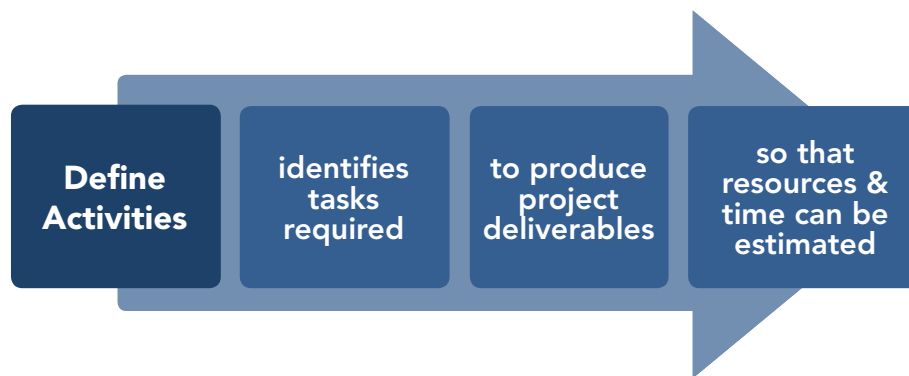 Define
Activities
identifies
tasks
required
to produce
project
deliverables
so that
resources &
time can be
estimated